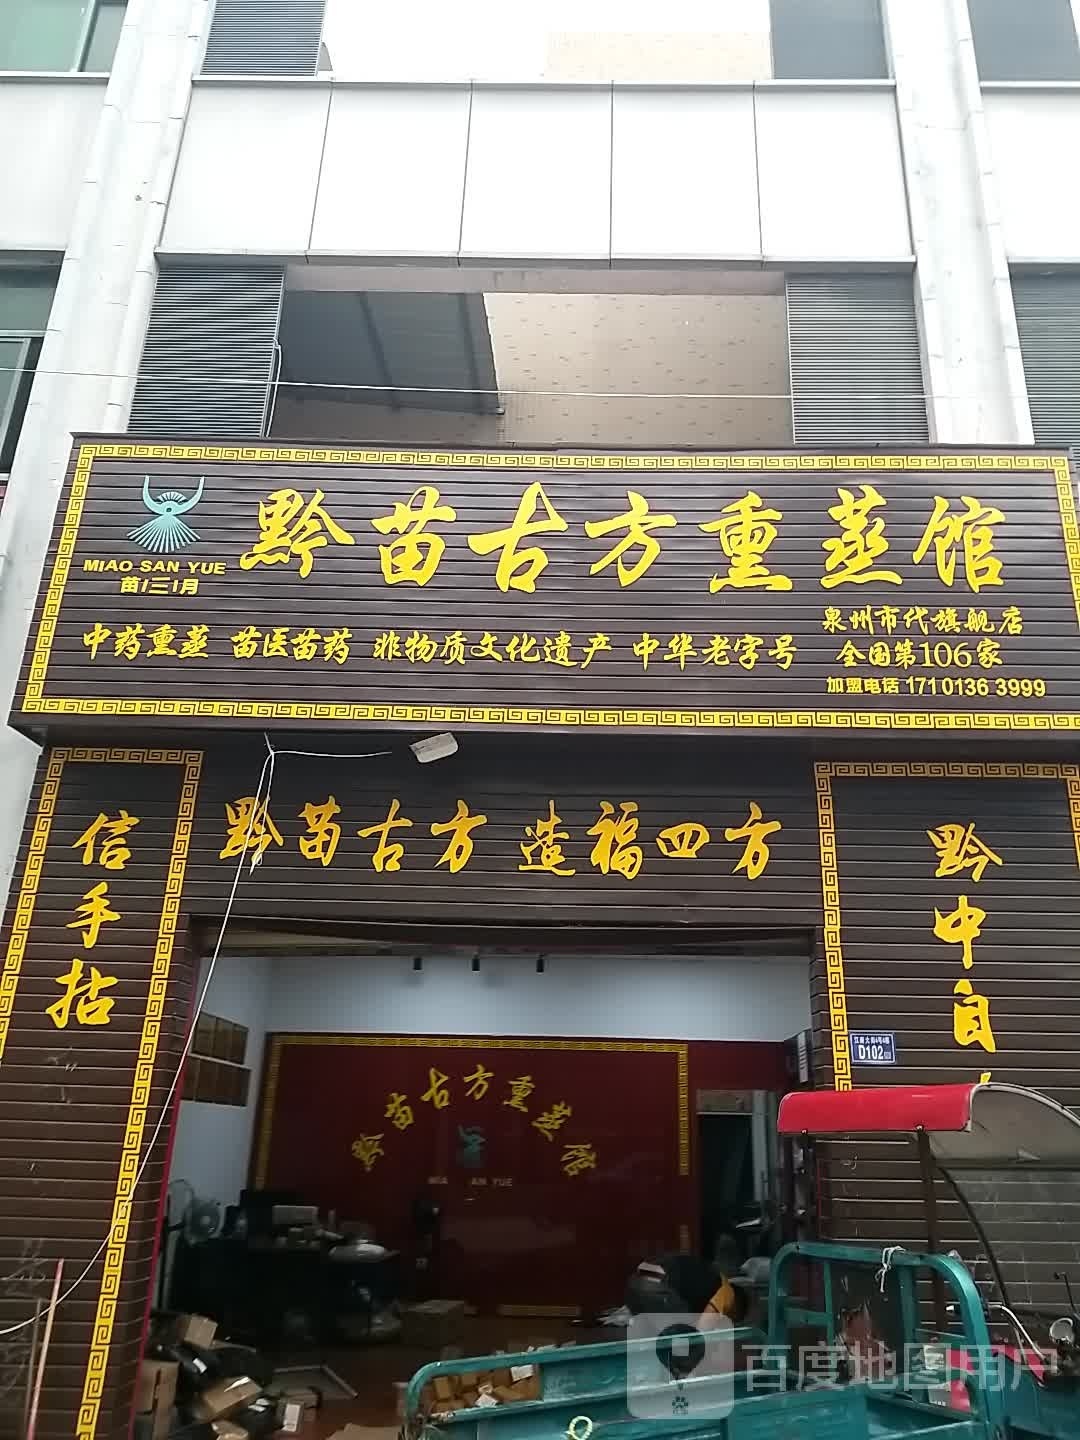 黔苗古方熏蒸馆
MIAO SAN YUE
苗/三/月
中药熏蒸 苗医苗药 非物质文化遗产 中华老字号
泉州市代旗舰店
全国第106家
加盟电话 171 0136 3999
黔苗古方 造福四方
信手拈
黔中自
D102
黔苗古方熏蒸馆
MIA AN YUE
百度地图用户